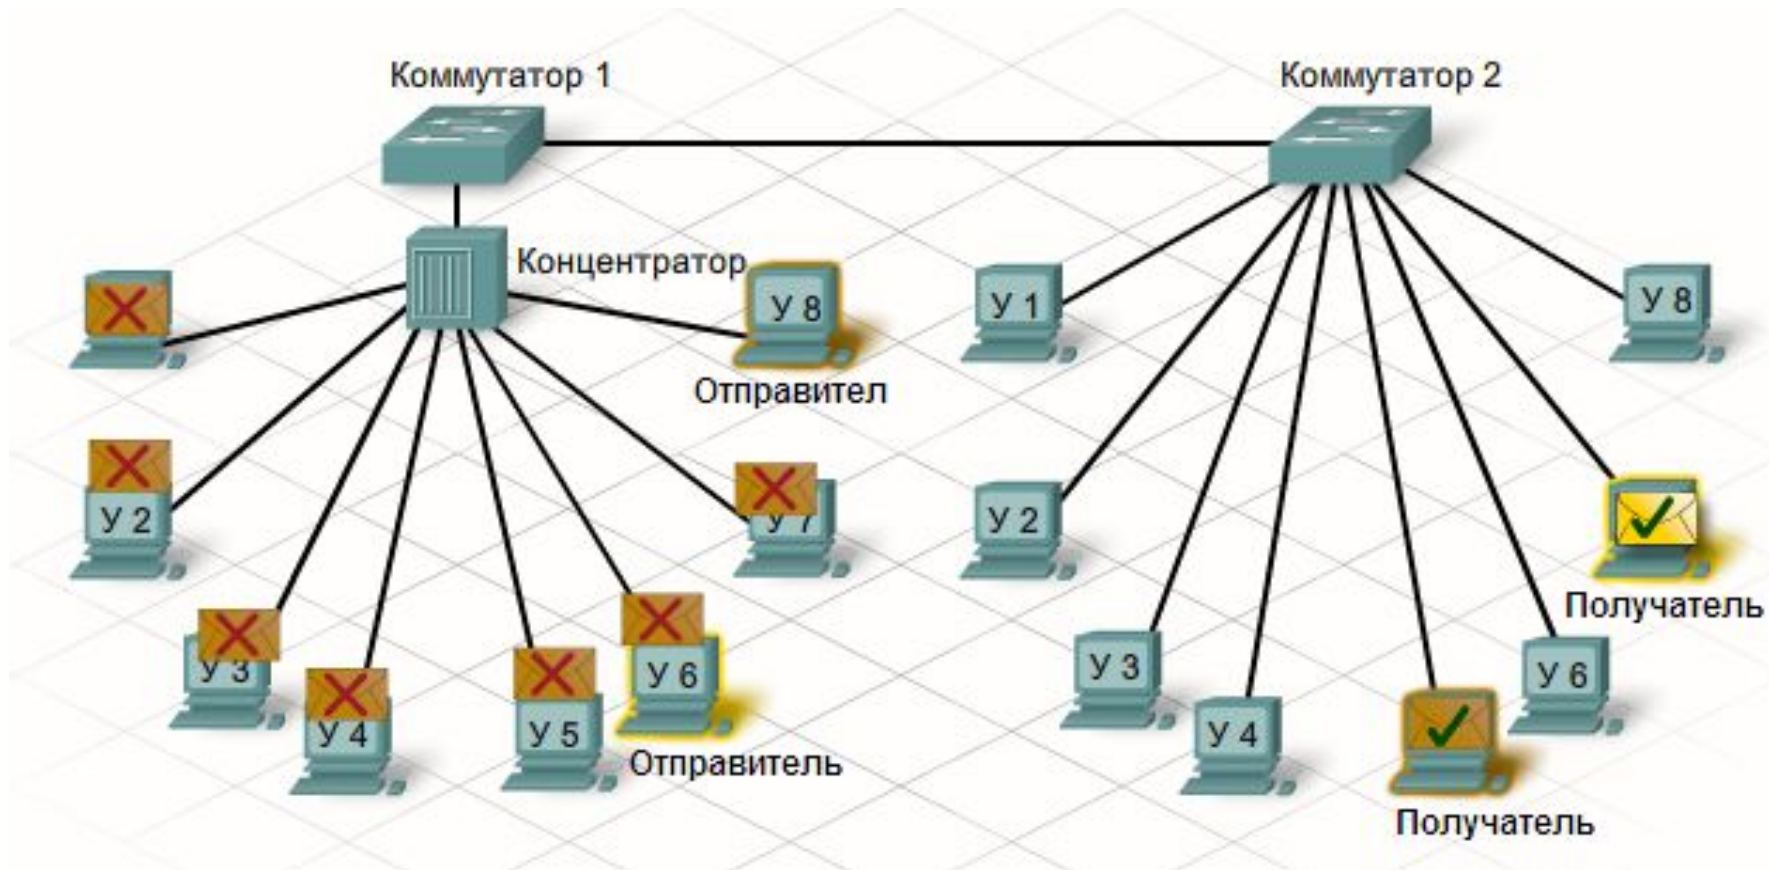 Коммутатор 1
Коммутатор 2
Концентратор
У 8
Отправител
У 1
У 8
У 2
У 7
У 2
Получатель
У 3
У 4
У 5
У 6
Отправитель
У 3
У 4
У 6
Получатель